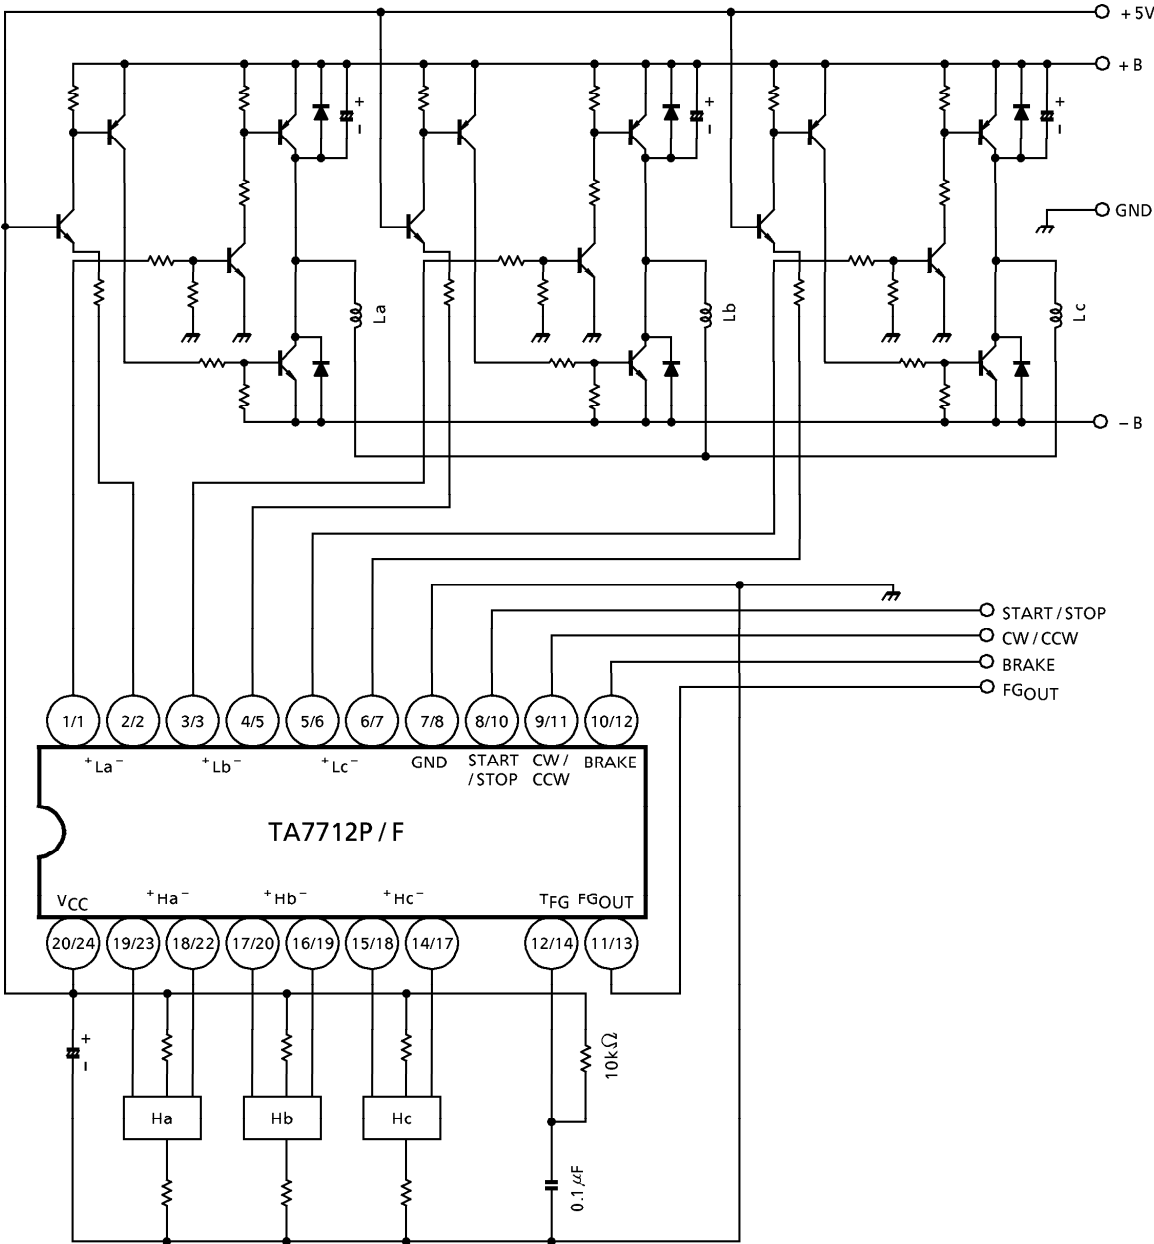 +5V
+B
+
−
+
−
+
−
GND
La
Lb
Lc
−B
START/STOP
CW/CCW
BRAKE
FGOUT
1/1 2/2 3/3 4/5 5/6 6/7 7/8 8/10 9/11 10/12
+La− +Lb− +Lc− GND START CW/ BRAKE
/STOP CCW
TA7712P/F
VCC +Ha− +Hb− +Hc− TFG FGOUT
20/24 19/23 18/22 17/20 16/19 15/18 14/17 12/14 11/13
+
−
10kΩ
Ha Hb Hc
0.1μF